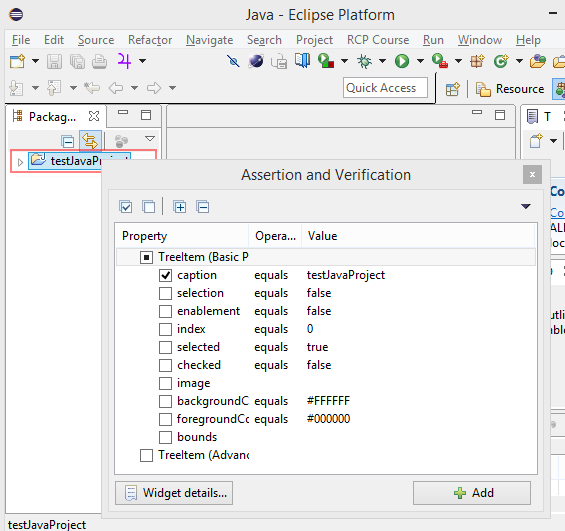 Java - Eclipse Platform
File Edit Source Refactor Navigate Search Project RCP Course Run Window Help
Quick Access
Resource
Packag...
T
testJavaProject
Assertion and Verification
x
Property Opera... Value
TreeItem (Basic P
caption equals testJavaProject
selection equals false
enablement equals false
index equals 0
selected equals true
checked equals false
image
backgroundC equals #FFFFFF
foregroundCo equals #000000
bounds
TreeItem (Advanc
Widget details...
Add
Co
Co
ALL
loc
utli
able
testJavaProject